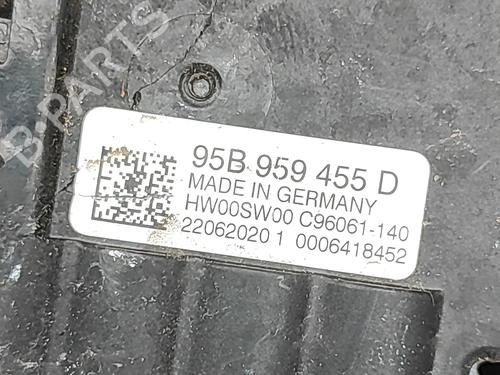 B-PARTS
95B 959 455 D
MADE IN GERMANY
HW00SW00 C96061-140
22062020 1 0006418452